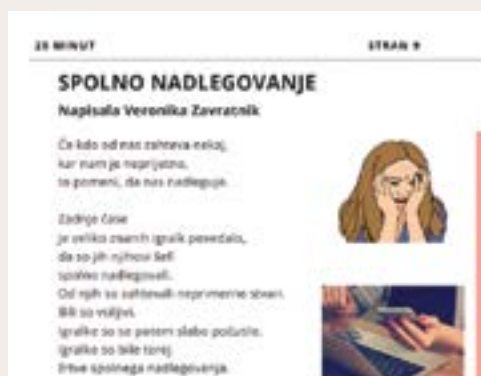 20 MINUT
STRAN 9
SPOLNO NADLEGOVANJE
Napisala Veronika Zavratnik
Če kdo od nas zahteva nekaj,
kar nam je neprijetno,
to pomeni, da nas nadleguje.
Zadnje čase
je veliko znanih igralk povedalo,
da so jih njihovi šefi
spolno nadlegovali.
Od njih so zahtevali neprimerne stvari.
Bili so vsiljivi.
Igralke so se potem slabo počutile.
Igralke so bile torej
žrtve spolnega nadlegovanja.